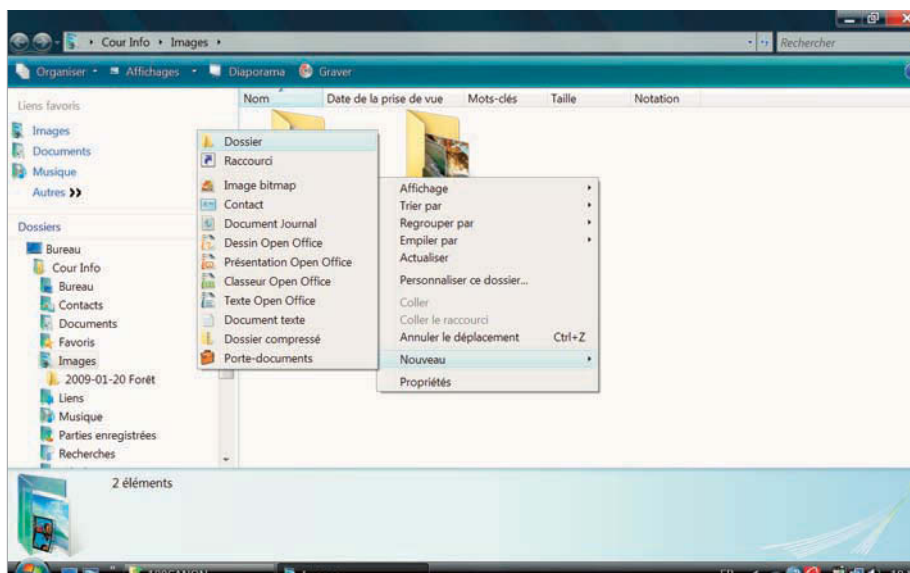 Cour Info Images
Rechercher
Organiser Affichages Diaporama Graver
Liens favoris
Images
Documents
Musique
Autres
Dossiers
Bureau
Cour Info
Bureau
Contacts
Documents
Favoris
Images
2009-01-20 Forêt
Liens
Musique
Parties enregistrées
Recherches
Nom Date de la prise de vue Mots-clés Taille Notation
Dossier
Raccourci
Image bitmap
Contact
Document Journal
Dessin Open Office
Présentation Open Office
Classeur Open Office
Texte Open Office
Document texte
Dossier compressé
Porte-documents
Affichage
Trier par
Regrouper par
Empiler par
Actualiser
Personnaliser ce dossier...
Coller
Coller le raccourci
Annuler le déplacement Ctrl+Z
Nouveau
Propriétés
2 éléments